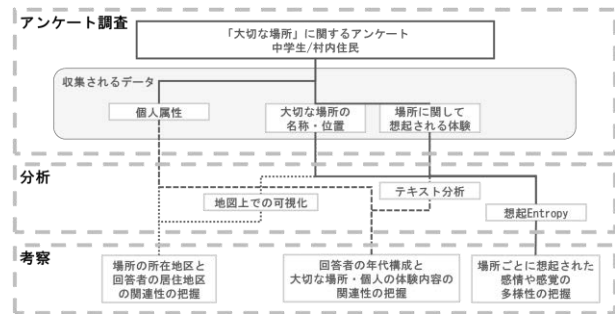 アンケート調査
「大切な場所」に関するアンケート
中学生/村内住民
収集されるデータ
個人属性
大切な場所の
名称・位置
場所に関して
想起される体験
分析
地図上での可視化
テキスト分析
想起Entropy
考察
場所の所在地区と
回答者の居住地区
の関連性の把握
回答者の年代構成と
大切な場所・個人の体験内容の
関連性の把握
場所ごとに想起された
感情や感覚の
多様性の把握